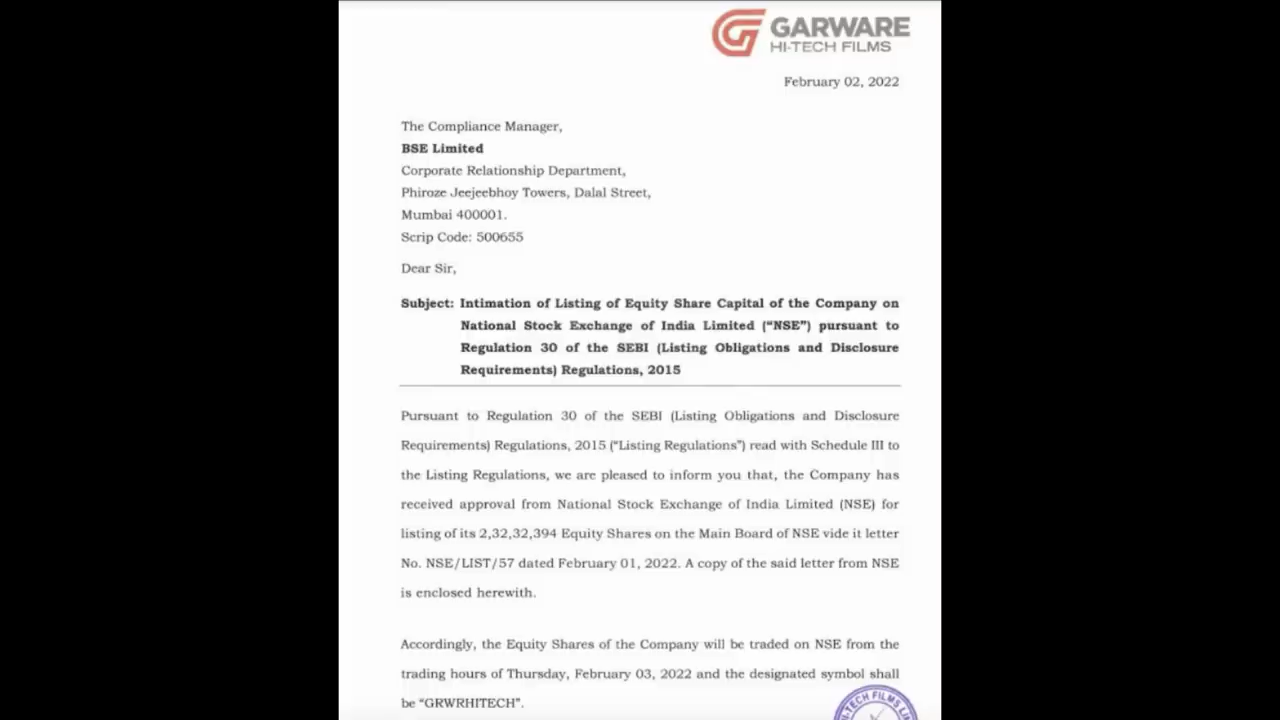 GARWARE
HI-TECH FILMS
February 02, 2022
The Compliance Manager,
BSE Limited
Corporate Relationship Department,
Phiroze Jeejeebhoy Towers, Dalal Street,
Mumbai 400001.
Scrip Code: 500655
Dear Sir,
Subject: Intimation of Listing of Equity Share Capital of the Company on
National Stock Exchange of India Limited (“NSE”) pursuant to
Regulation 30 of the SEBI (Listing Obligations and Disclosure
Requirements) Regulations, 2015
Pursuant to Regulation 30 of the SEBI (Listing Obligations and Disclosure
Requirements) Regulations, 2015 (“Listing Regulations”) read with Schedule III to
the Listing Regulations, we are pleased to inform you that, the Company has
received approval from National Stock Exchange of India Limited (NSE) for
listing of its 2,32,32,394 Equity Shares on the Main Board of NSE vide it letter
No. NSE/LIST/57 dated February 01, 2022. A copy of the said letter from NSE
is enclosed herewith.
Accordingly, the Equity Shares of the Company will be traded on NSE from the
trading hours of Thursday, February 03, 2022 and the designated symbol shall
be “GRWRHITECH”.
TECH FILMS